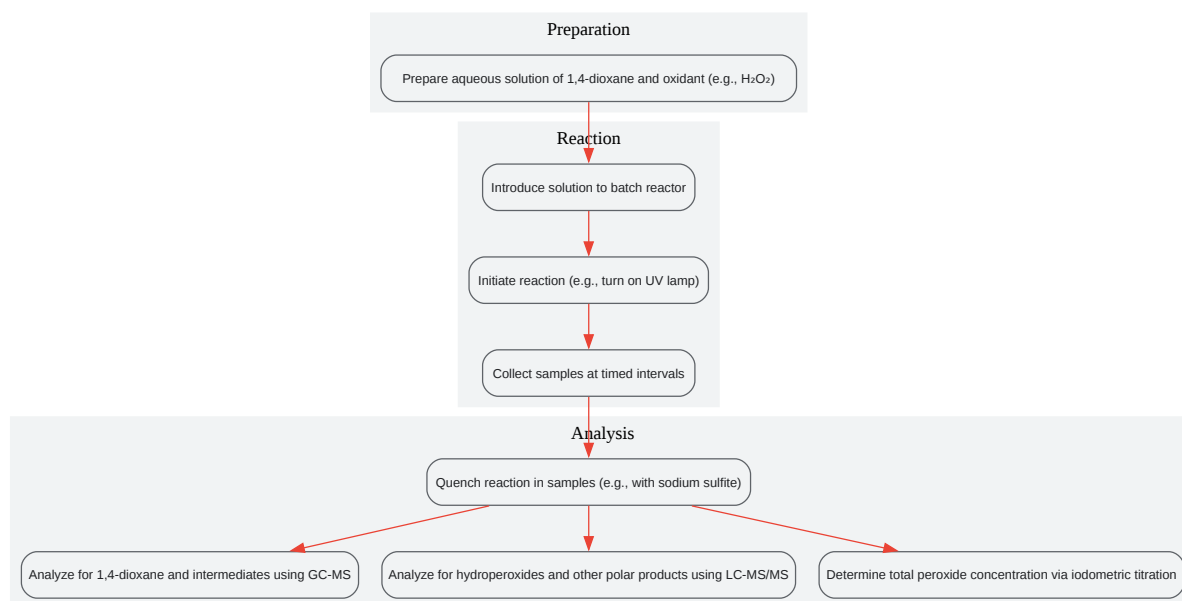 Preparation
Prepare aqueous solution of 1,4-dioxane and oxidant (e.g., H₂O₂)
Reaction
Introduce solution to batch reactor
Initiate reaction (e.g., turn on UV lamp)
Collect samples at timed intervals
Analysis
Quench reaction in samples (e.g., with sodium sulfite)
Analyze for 1,4-dioxane and intermediates using GC-MS
Analyze for hydroperoxides and other polar products using LC-MS/MS
Determine total peroxide concentration via iodometric titration